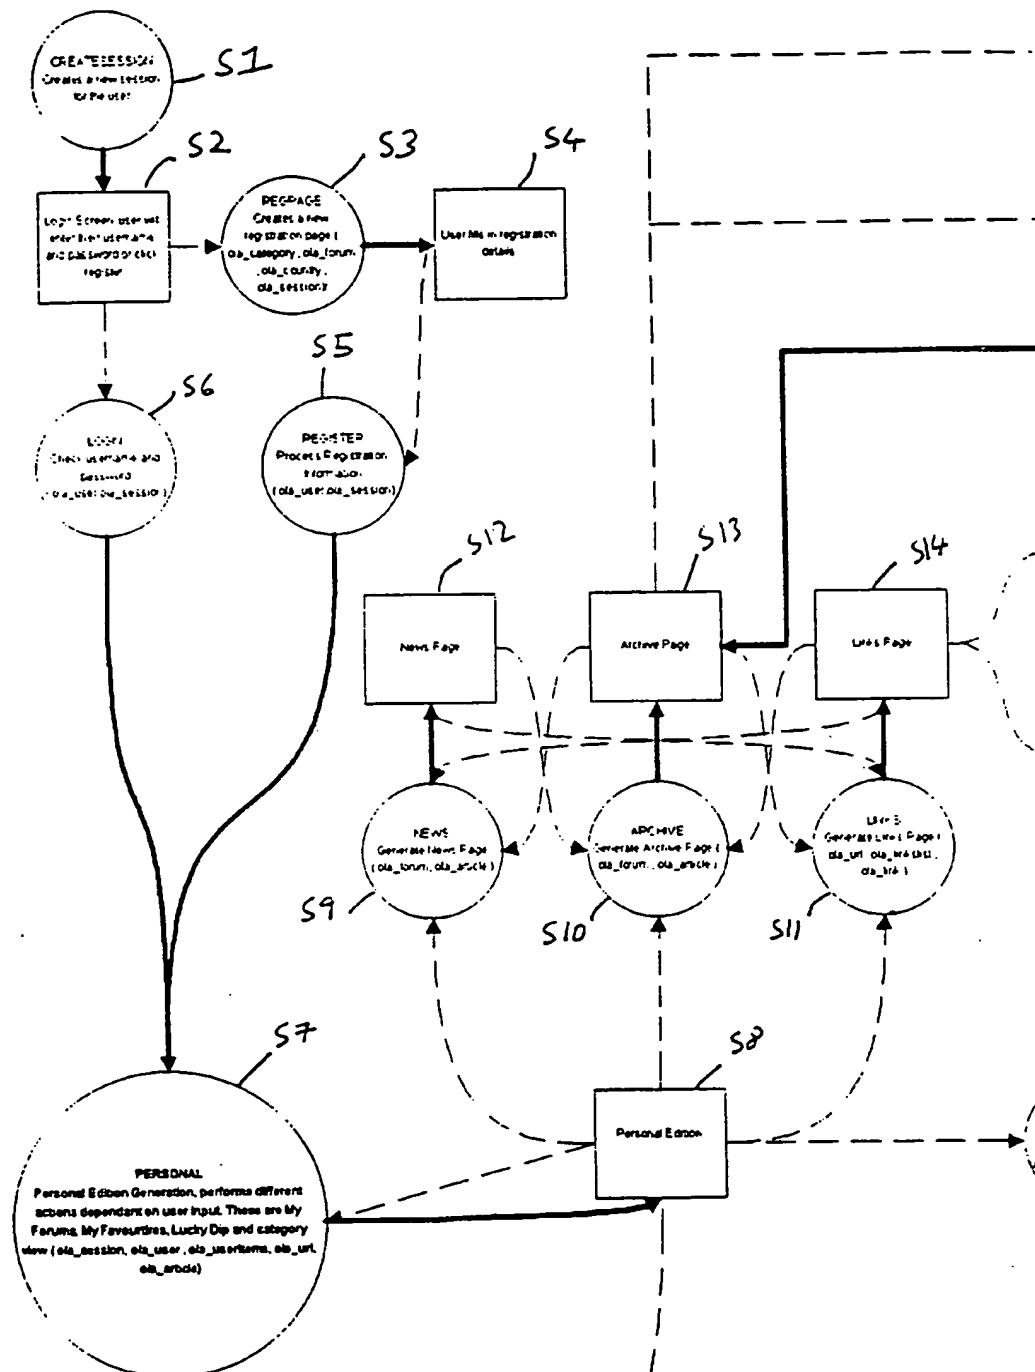 CREATESESSION
Creates a new session
for the user
S1
S2
Login Screen, user will
enter their username
and password or click
register
S3
REGPAGE
Creates a new
registration page (
ola_category, ola_forum
, ola_country,
ola_session)
S4
User fills in registration
details
S5
REGISTER
Process Registration
Information
( ola_user, ola_session)
S6
LOGIN
Check username and
password
( ola_user, ola_session )
S12
News Page
S13
Archive Page
S14
Links Page
NEWS
Generate News Page
( ola_forum, ola_article )
S9
ARCHIVE
Generate Archive Page (
ola_forum, ola_article )
S10
LINKS
Generate Links Page (
ola_url, ola_linkslist,
ola_link )
S11
S7
PERSONAL
Personal Edition Generation, performs different
actions dependant on user input. These are My
Forums, My Favourtires, Lucky Dip and category
view ( ola_session, ola_user , ola_useritems, ola_url,
ola_article)
S8
Personal Edition